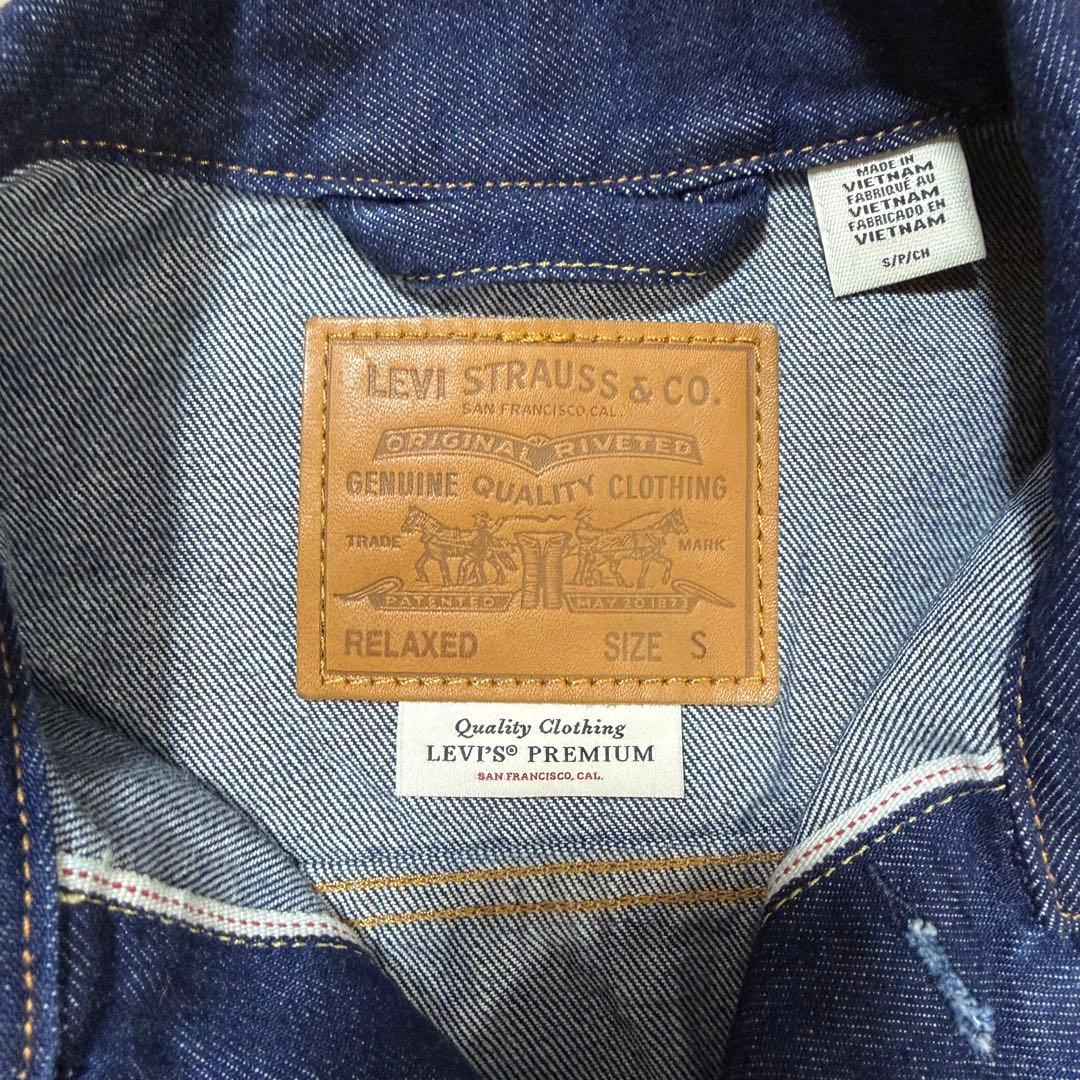 MADE IN
VIETNAM
FABRIQUÉ AU
VIETNAM
FABRICADO EN
VIETNAM
S/P/CH
LEVI STRAUSS & CO.
SAN FRANCISCO, CAL.
ORIGINAL RIVETED
GENUINE QUALITY CLOTHING
TRADE MARK
PATENTED MAY 20 1873
RELAXED SIZE S
Quality Clothing
LEVI'S® PREMIUM
SAN FRANCISCO, CAL.